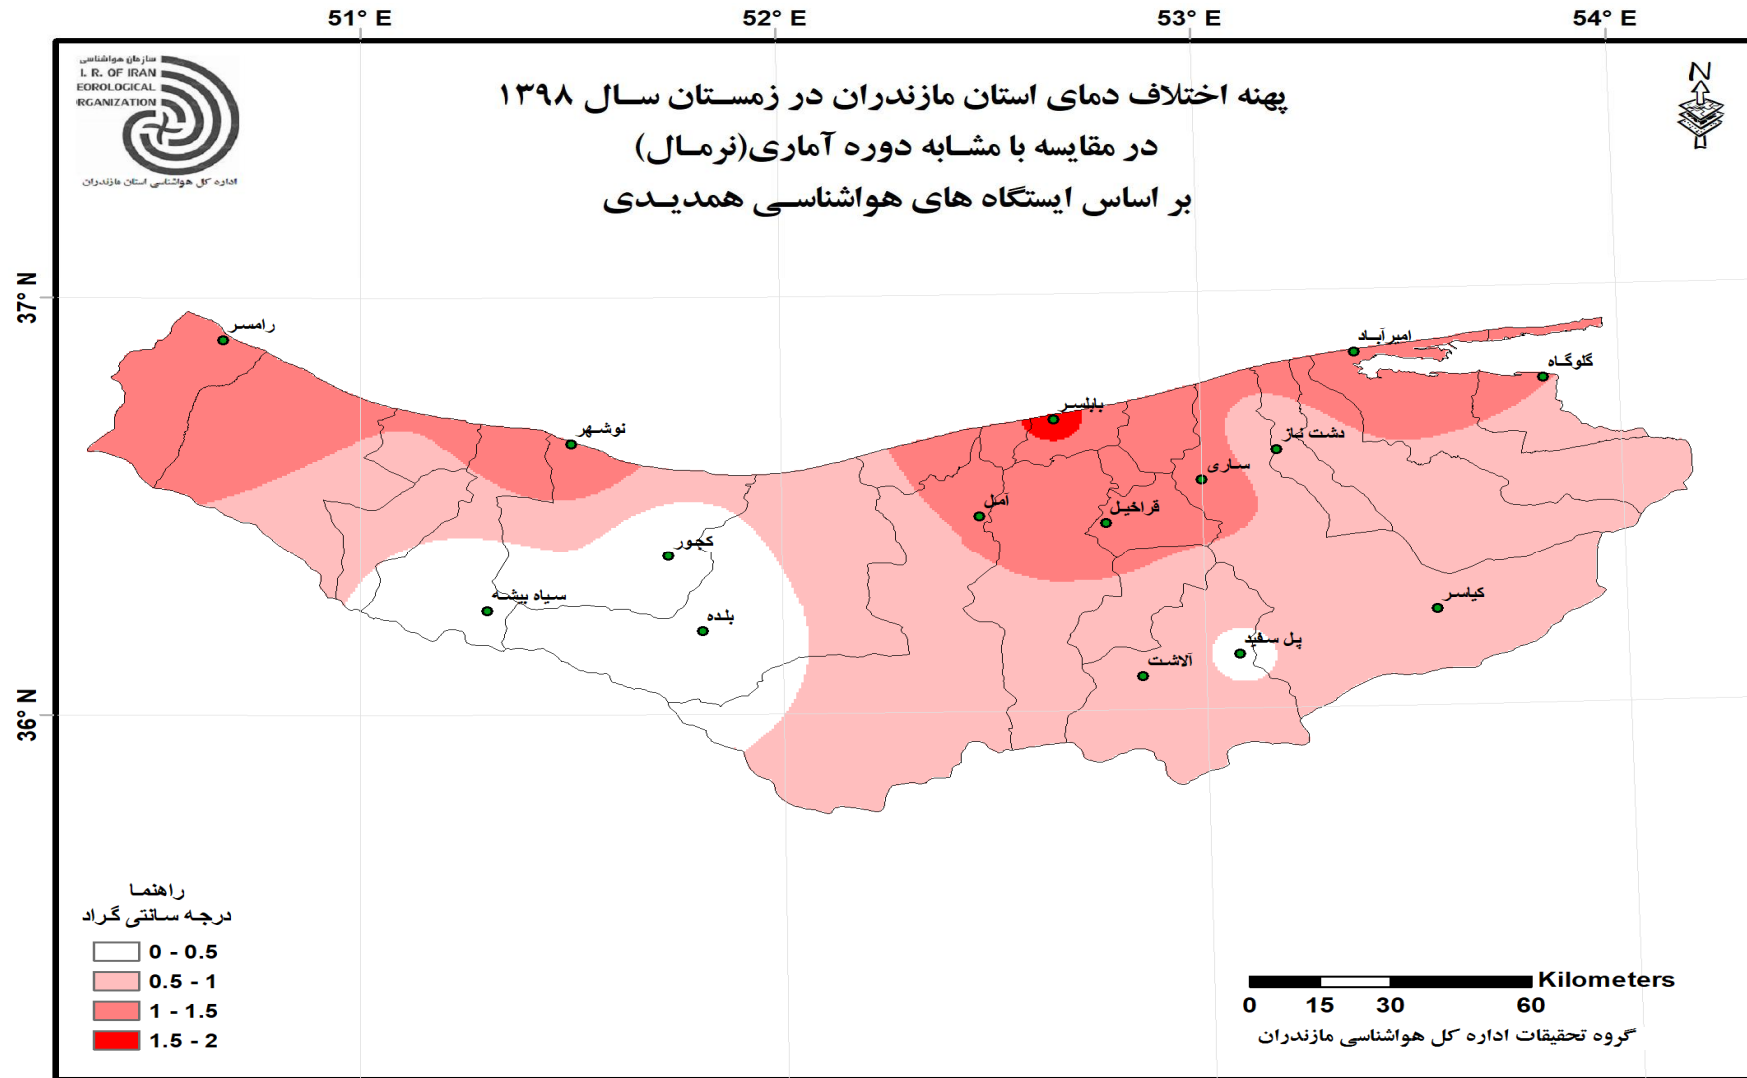 51° E
52° E
53° E
54° E
سازمان هواشناسی
I. R. OF IRAN
EOROLOGICAL
RGANIZATION
اداره کل هواشناسی استان مازندران
پهنه اختلاف دمای استان مازندران در زمستان سال ۱۳۹۸
در مقایسه با مشابه دوره آماری(نرمال)
بر اساس ایستگاه های هواشناسی همدیدی
N
37° N
36° N
رامسر
نوشهر
بابلسر
امیرآباد
گلوگاه
دشت ناز
ساری
آمل
قراخیل
کجور
سیاه بیشه
بلده
کیاسر
پل سفید
آلاشت
راهنما
درجه سانتی گراد
0 - 0.5
0.5 - 1
1 - 1.5
1.5 - 2
Kilometers
0 15 30 60
گروه تحقیقات اداره کل هواشناسی مازندران